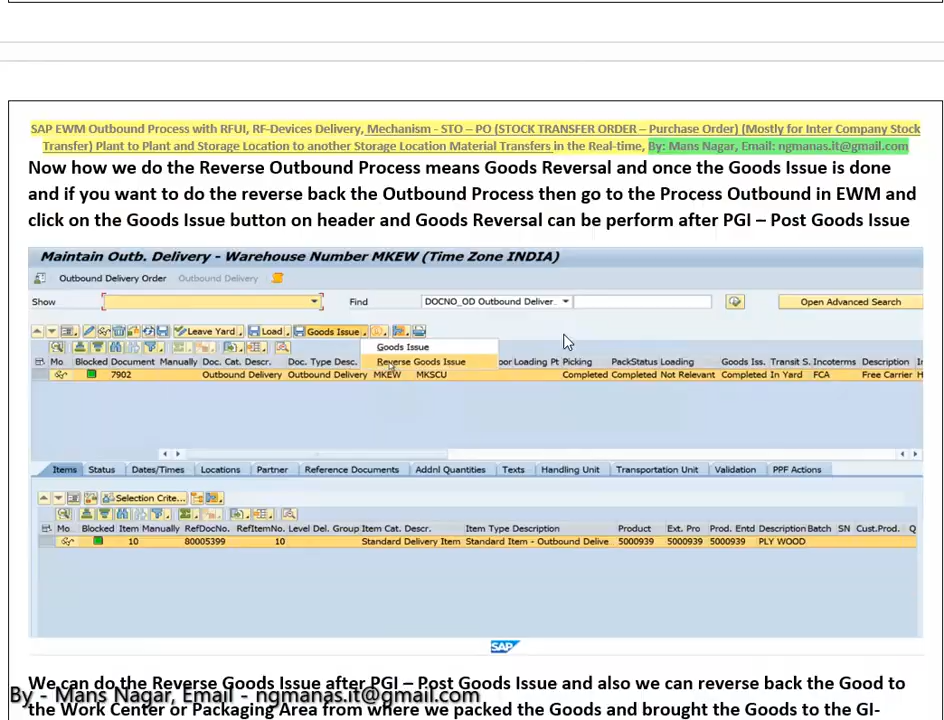 SAP EWM Outbound Process with RFUI, RF-Devices Delivery, Mechanism - STO – PO (STOCK TRANSFER ORDER – Purchase Order) (Mostly for Inter Company Stock
Transfer) Plant to Plant and Storage Location to another Storage Location Material Transfers in the Real-time, By: Mans Nagar, Email: ngmanas.it@gmail.com
Now how we do the Reverse Outbound Process means Goods Reversal and once the Goods Issue is done
and if you want to do the reverse back the Outbound Process then go to the Process Outbound in EWM and
click on the Goods Issue button on header and Goods Reversal can be perform after PGI – Post Goods Issue
Maintain Outb. Delivery - Warehouse Number MKEW (Time Zone INDIA)
Outbound Delivery Order Outbound Delivery
Show Find DOCNO_OD Outbound Deliver. Open Advanced Search
Leave Yard Load Goods Issue
Goods Issue
Reverse Goods Issue
Mo Blocked Document Manually Doc. Cat. Descr. Doc. Type Desc. oor Loading Pt Picking PackStatus Loading Goods Iss. Transit S. Incoterms Description In
7902 Outbound Delivery Outbound Delivery MKEW MKSCU Completed Completed Not Relevant Completed In Yard FCA Free Carrier H
Items Status Dates/Times Locations Partner Reference Documents Addnl Quantities Texts Handling Unit Transportation Unit Validation PPF Actions
Selection Crite...
Mo Blocked Item Manually RefDocNo. RefItemNo. Level Del. Group Item Cat. Descr. Item Type Description Product Ext. Pro Prod. Entd Description Batch SN Cust.Prod. Q
10 80005399 10 Standard Delivery Item Standard Item - Outbound Delive 5000939 5000939 5000939 PLY WOOD
SAP
We can do the Reverse Goods Issue after PGI – Post Goods Issue and also we can reverse back the Good to
By - Mans Nagar, Email - ngmanas.it@gmail.com
the Work Center or Packaging Area from where we packed the Goods and brought the Goods to the GI-